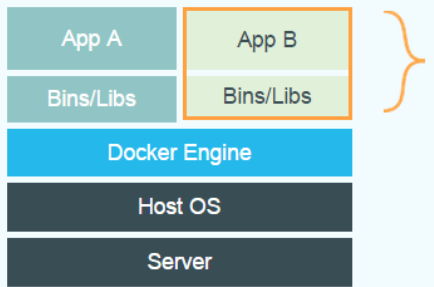 App A
App B
Bins/Libs
Bins/Libs
Docker Engine
Host OS
Server